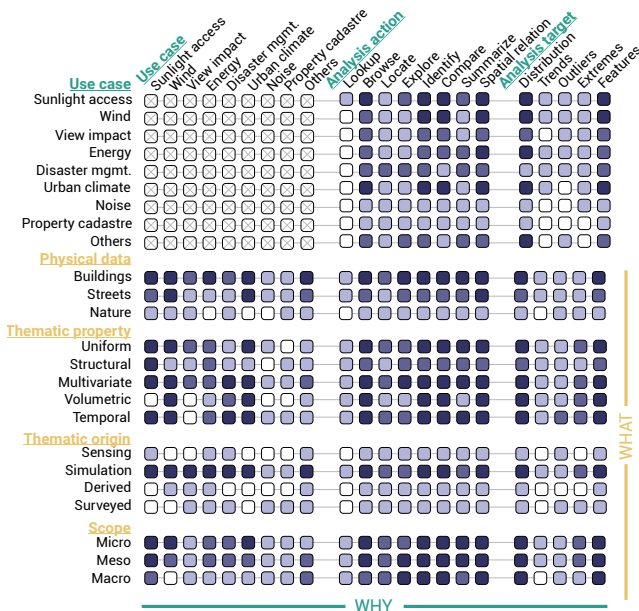 Use case
Sunlight access
Wind
View impact
Energy
Disaster mgmt.
Urban climate
Noise
Property cadastre
Others
Analysis action
Lookup
Browse
Locate
Explore
Identify
Compare
Summarize
Spatial relation
Analysis target
Distribution
Trends
Outliers
Extremes
Features
Use case
Sunlight access
Wind
View impact
Energy
Disaster mgmt.
Urban climate
Noise
Property cadastre
Others
Physical data
Buildings
Streets
Nature
Thematic property
Uniform
Structural
Multivariate
Volumetric
Temporal
Thematic origin
Sensing
Simulation
Derived
Surveyed
Scope
Micro
Meso
Macro
WHAT
WHY